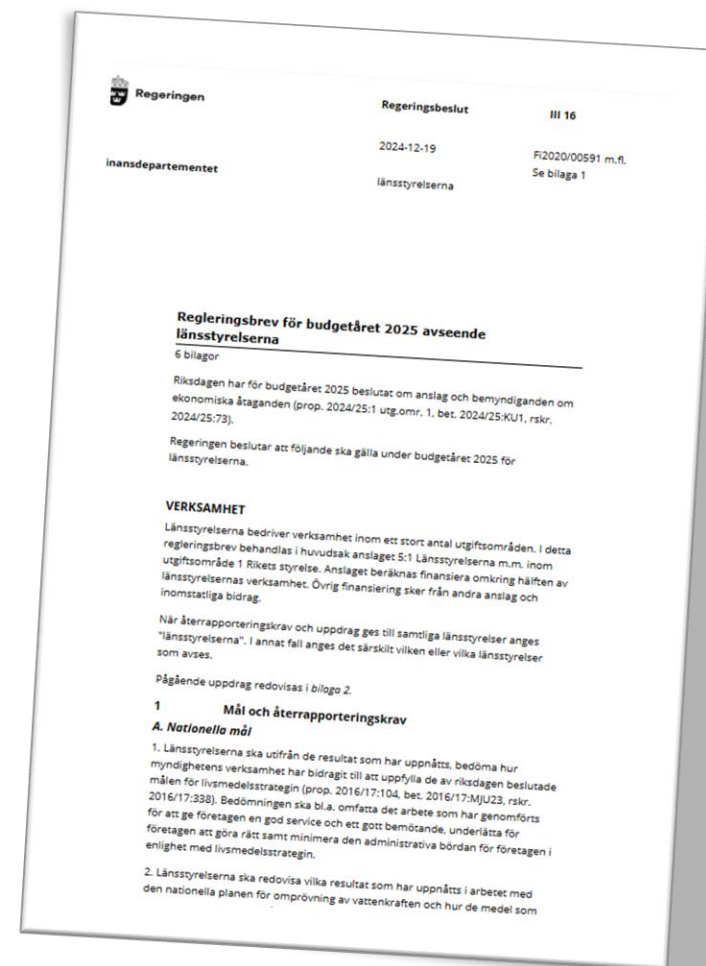 Regeringen
Regeringsbeslut
III 16
2024-12-19
Fi2020/00591 m.fl.
Se bilaga 1
inansdepartementet
länsstyrelserna
Regleringsbrev för budgetåret 2025 avseende
länsstyrelserna
6 bilagor
Riksdagen har för budgetåret 2025 beslutat om anslag och bemyndiganden om
ekonomiska åtaganden (prop. 2024/25:1 utg.omr. 1, bet. 2024/25:KU1, rskr.
2024/25:73).
Regeringen beslutar att följande ska gälla under budgetåret 2025 för
länsstyrelserna.
VERKSAMHET
Länsstyrelserna bedriver verksamhet inom ett stort antal utgiftsområden. I detta
regleringsbrev behandlas i huvudsak anslaget 5:1 Länsstyrelserna m.m. inom
utgiftsområde 1 Rikets styrelse. Anslaget beräknas finansiera omkring hälften av
länsstyrelsernas verksamhet. Övrig finansiering sker från andra anslag och
inomstatliga bidrag.
När återrapporteringskrav och uppdrag ges till samtliga länsstyrelser anges
"länsstyrelserna". I annat fall anges det särskilt vilken eller vilka länsstyrelser
som avses.
Pågående uppdrag redovisas i bilaga 2.
1 Mål och återrapporteringskrav
A. Nationella mål
1. Länsstyrelserna ska utifrån de resultat som har uppnåtts, bedöma hur
myndighetens verksamhet har bidragit till att uppfylla de av riksdagen beslutade
målen för livsmedelsstrategin (prop. 2016/17:104, bet. 2016/17:MJU23, rskr.
2016/17:338). Bedömningen ska bl.a. omfatta det arbete som har genomförts
för att ge företagen en god service och ett gott bemötande, underlätta för
företagen att göra rätt samt minimera den administrativa bördan för företagen i
enlighet med livsmedelsstrategin.
2. Länsstyrelserna ska redovisa vilka resultat som har uppnåtts i arbetet med
den nationella planen för omprövning av vattenkraften och hur de medel som